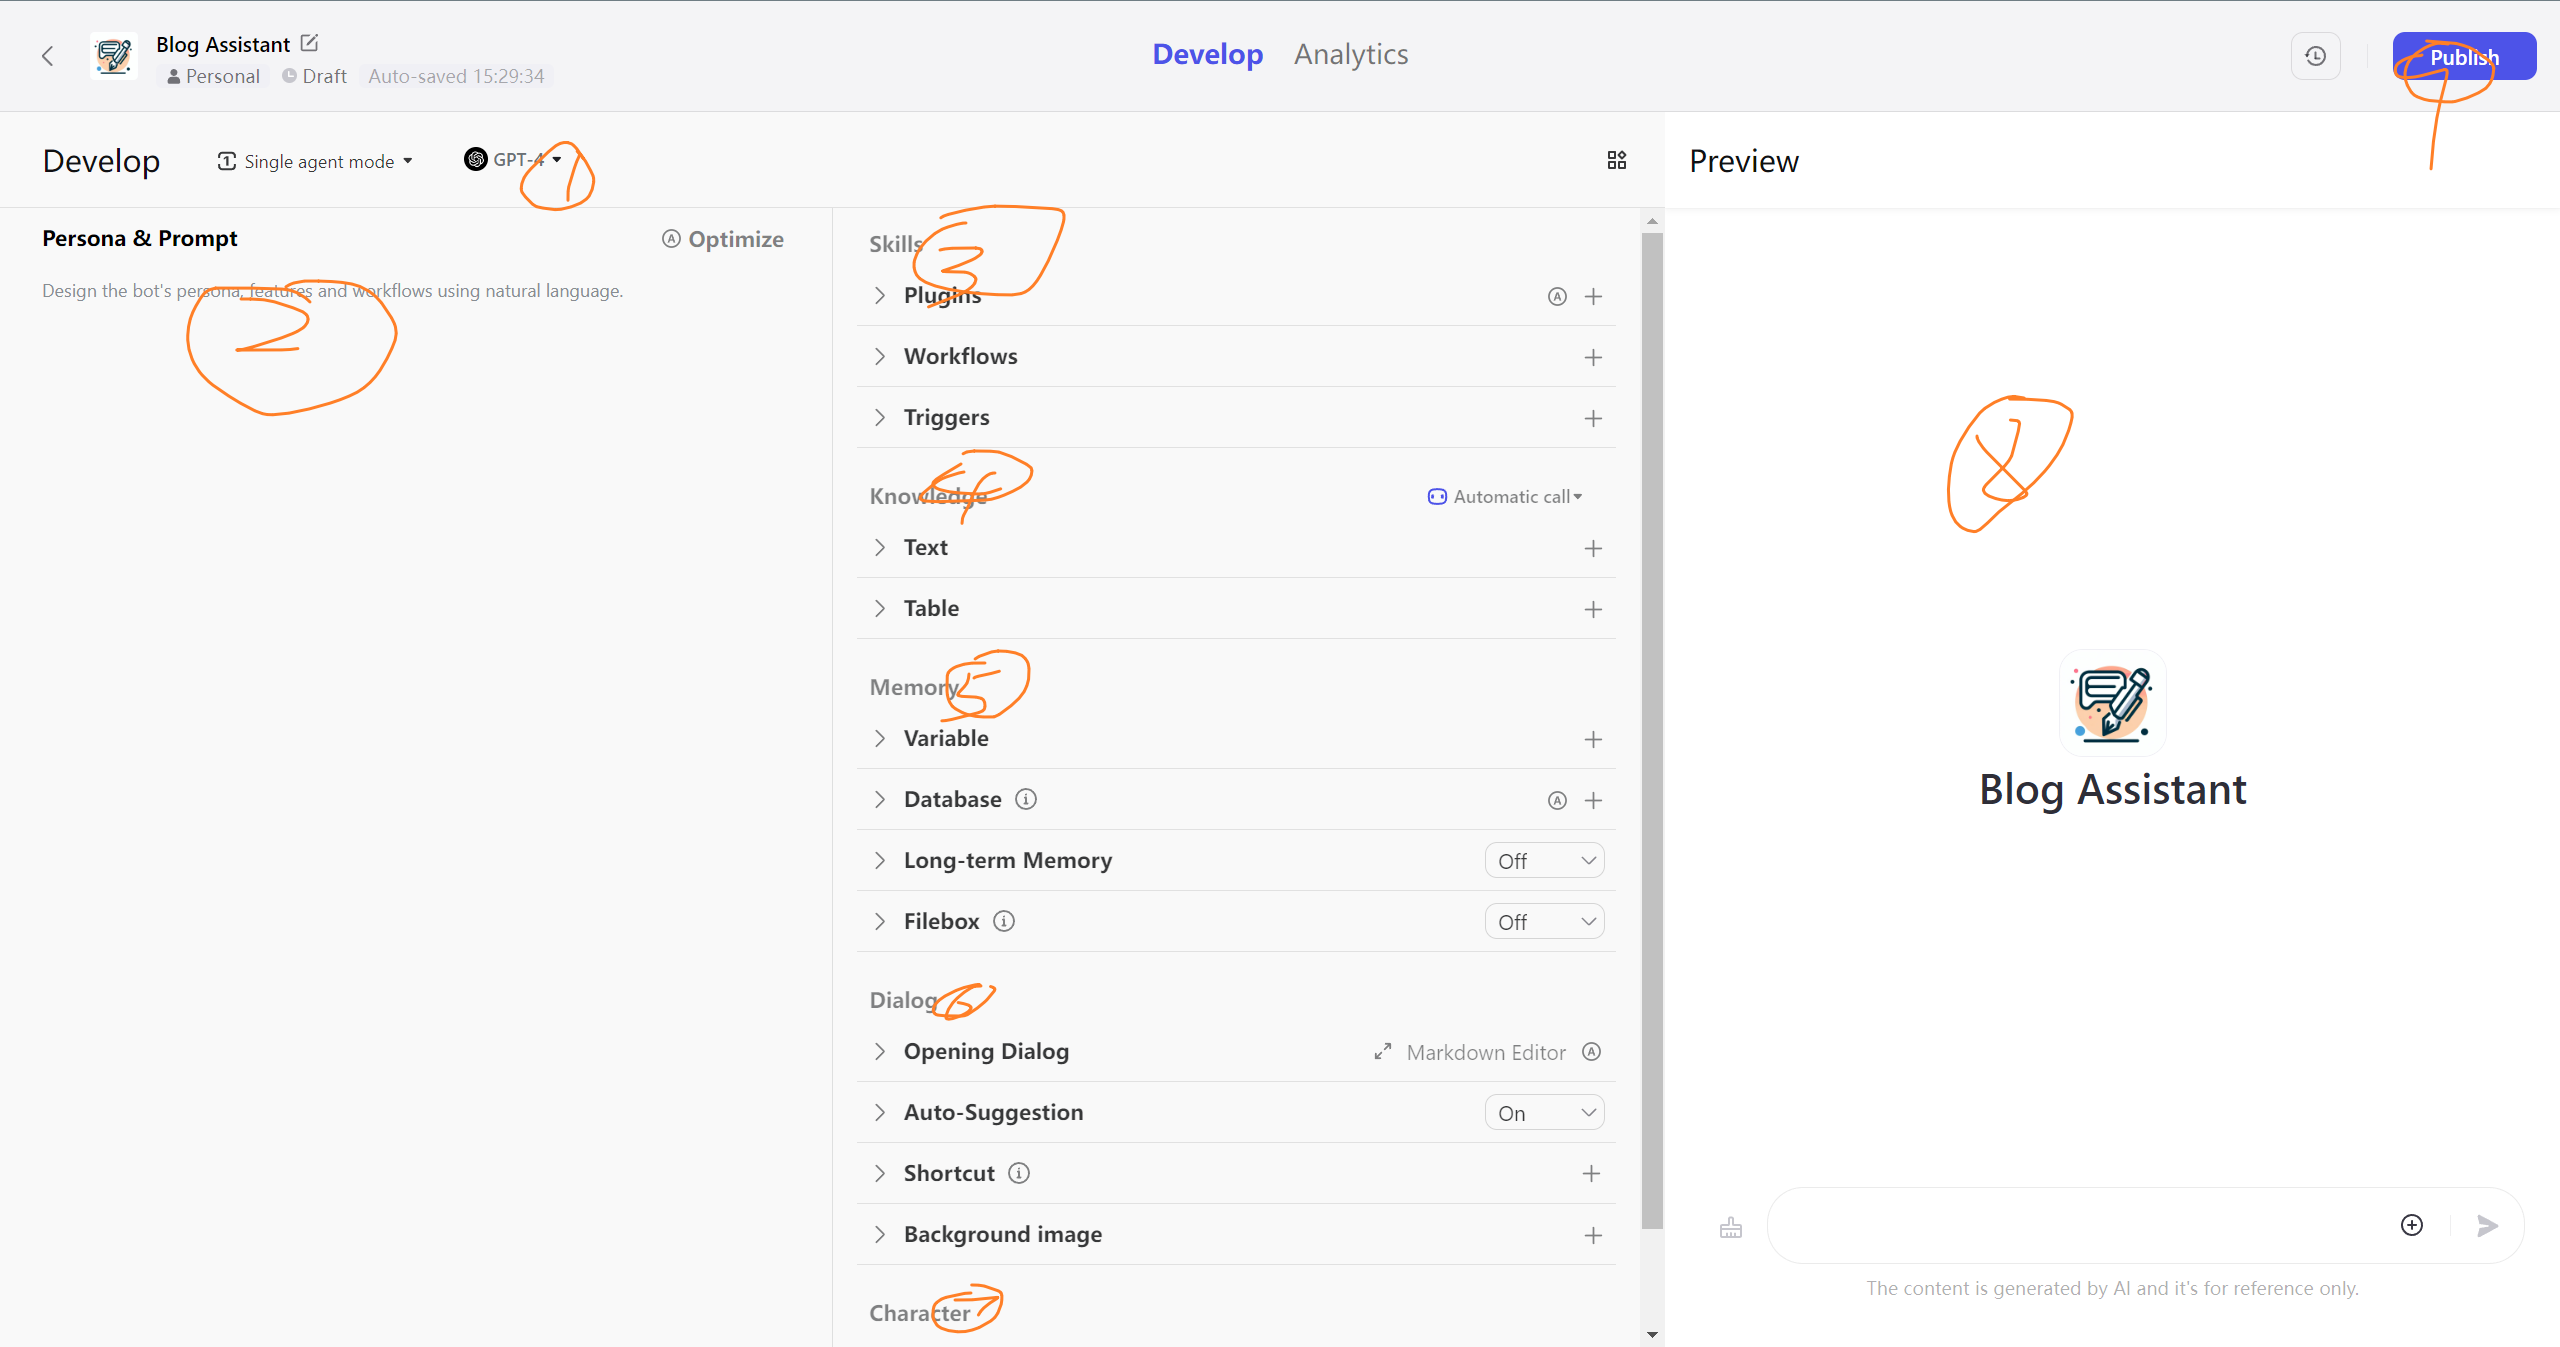 Blog Assistant
Personal Draft Auto-saved 15:29:34
Develop Analytics
Publish
9
Develop
Single agent mode
GPT-4
1
Preview
Persona & Prompt
Optimize
Design the bot's persona, features and workflows using natural language.
2
Skills
3
Plugins
Workflows
Triggers
Knowledge
4
Automatic call
Text
Table
Memory
5
Variable
Database
Long-term Memory
Off
Filebox
Off
Dialog
6
Opening Dialog
Markdown Editor
Auto-Suggestion
On
Shortcut
Background image
Character
7
8
Blog Assistant
The content is generated by AI and it's for reference only.